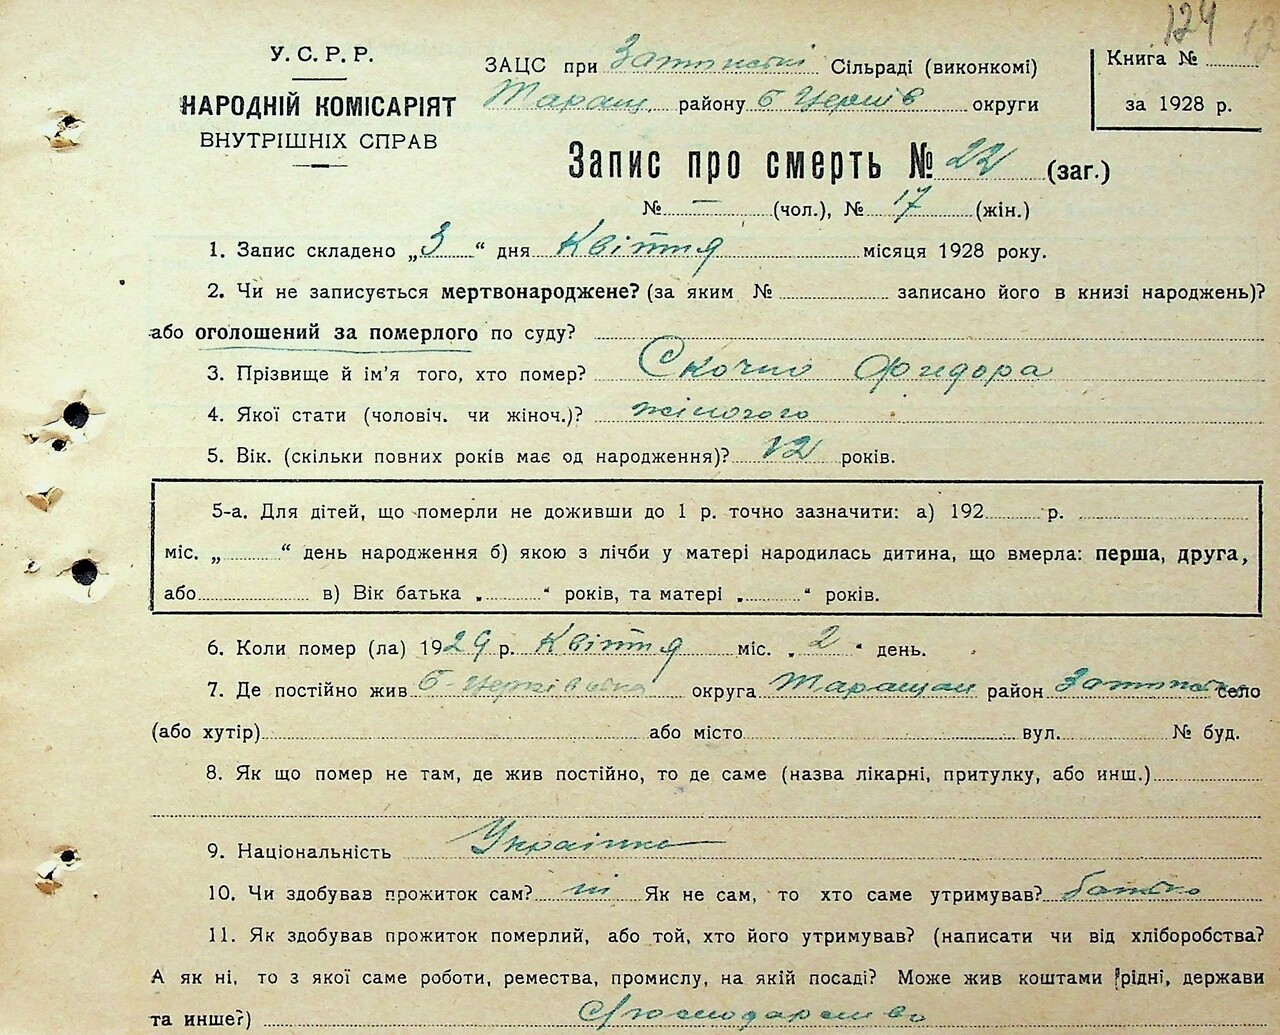 124
У.С.Р.Р.
НАРОДНІЙ КОМІСАРІЯТ
ВНУТРІШНІХ СПРАВ
ЗАЦС при Сільраді (виконкомі)
Таращ. району Б Церків округи
Книга №
за 1928 р.
Запис про смерть № 22 (заг.)
№ — (чол.), № 17 (жін.)
1. Запис складено „3“ дня Квітня місяця 1928 року.
2. Чи не записується мертвонароджене? (за яким № записано його в книзі народжень)?
або оголошений за померлого по суду?
3. Прізвище й ім'я того, хто помер? Фидора
4. Якої стати (чоловіч. чи жіноч.)? жіночого
5. Вік. (скільки повних років має од народження)? 12 років.
5-а. Для дітей, що померли не доживши до 1 р. точно зазначити: а) 192 р.
міс. „ “ день народження б) якою з лічби у матері народилась дитина, що вмерла: перша, друга,
або в) Вік батька „ “ років, та матері „ “ років.
6. Коли помер (ла) 1929 р. Квітня міс. „2“ день.
7. Де постійно жив Б-Церківська округа Таращан район село
(або хутір) або місто вул. № буд.
8. Як що помер не там, де жив постійно, то де саме (назва лікарні, притулку, або инш.)
9. Національність Українка
10. Чи здобував прожиток сам? ні Як не сам, то хто саме утримував? батько
11. Як здобував прожиток померлий, або той, хто його утримував? (написати чи від хліборобства?
А як ні, то з якої саме роботи, ремества, промислу, на якій посаді? Може жив коштами рідні, держави
та инше?)